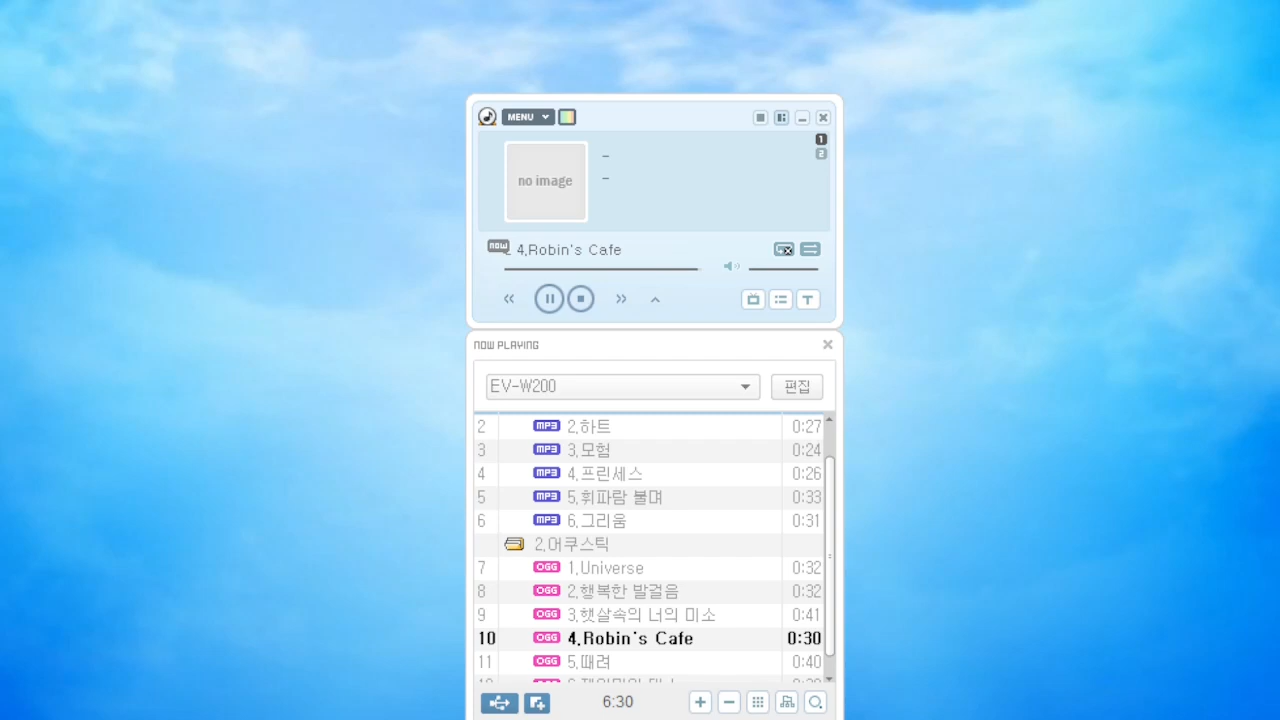 MENU
1
2
no image
–
–
now 4.Robin's Cafe
NOW PLAYING
EV-W200
편집
2 MP3 2.하트 0:27
3 MP3 3.모험 0:24
4 MP3 4.프린세스 0:26
5 MP3 5.휘파람 불며 0:33
6 MP3 6.그리움 0:31
2.어쿠스틱
7 OGG 1.Universe 0:32
8 OGG 2.행복한 발걸음 0:32
9 OGG 3.햇살속의 너의 미소 0:41
10 OGG 4.Robin's Cafe 0:30
11 OGG 5.때려 0:40
6:30